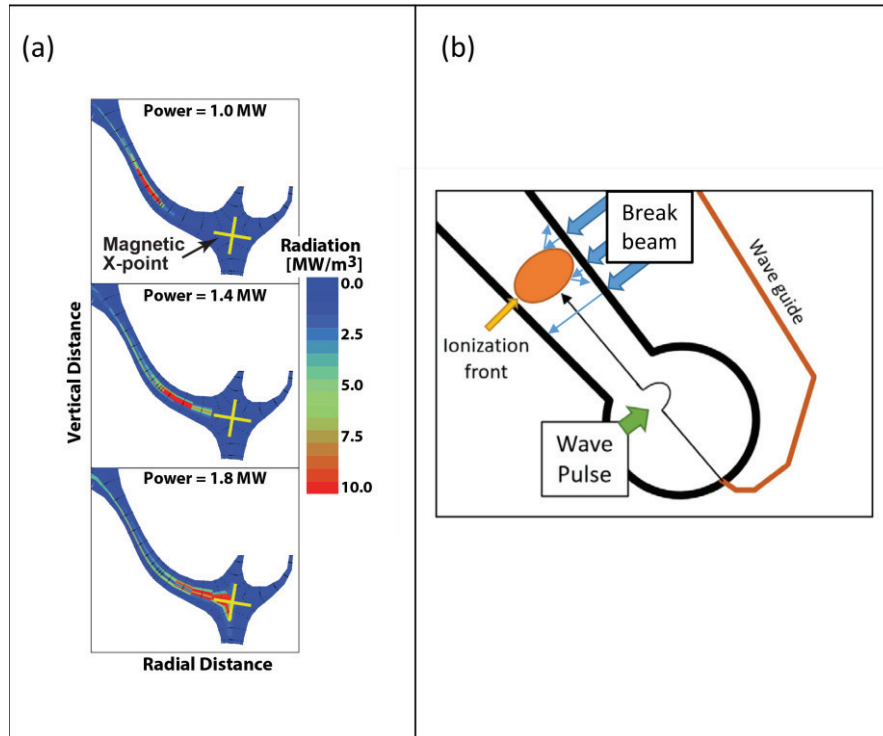 (a)
Power = 1.0 MW
Magnetic
X-point
Radiation
[MW/m³]
0.0
2.5
5.0
7.5
10.0
Power = 1.4 MW
Power = 1.8 MW
Vertical Distance
Radial Distance
(b)
Break
beam
Wave guide
Ionization
front
Wave
Pulse